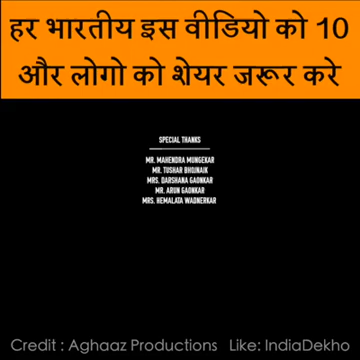 हर भारतीय इस वीडियो को 10
और लोगो को शेयर जरूर करे
SPECIAL THANKS
MR. MAHENDRA MUNGEKAR
MR. TUSHAR BHOJNAIK
MRS. DARSHANA GAONKAR
MR. ARUN GAONKAR
MRS. HEMALATA WADNERKAR
Credit : Aghaaz Productions Like: IndiaDekho